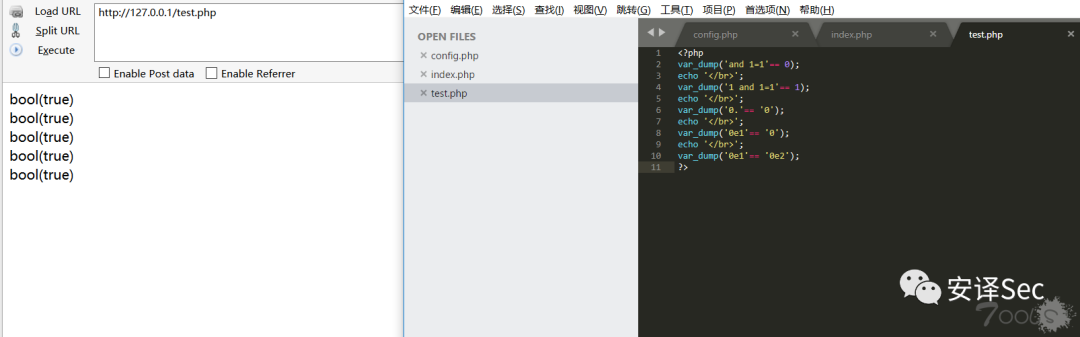 Load URL
http://127.0.0.1/test.php
Split URL
Execute
Enable Post data
Enable Referrer
bool(true)
bool(true)
bool(true)
bool(true)
bool(true)
文件(F) 编辑(E) 选择(S) 查找(I) 视图(V) 跳转(G) 工具(T) 项目(P) 首选项(N) 帮助(H)
OPEN FILES
config.php
index.php
test.php
config.php index.php test.php
1 <?php
2 var_dump('and 1=1'== 0);
3 echo '</br>';
4 var_dump('1 and 1=1'== 1);
5 echo '</br>';
6 var_dump('0.'== '0');
7 echo '</br>';
8 var_dump('0e1'== '0');
9 echo '</br>';
10 var_dump('0e1'== '0e2');
11 ?>
安译Sec
7ooLs